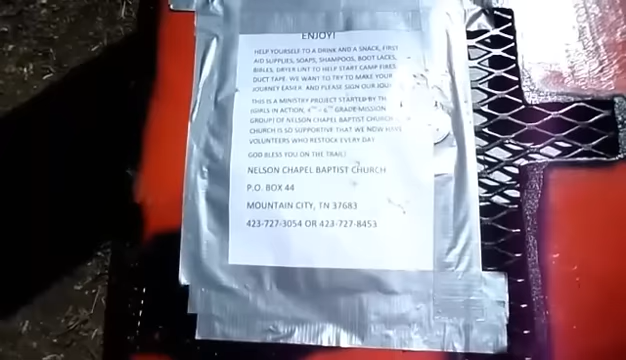 ENJOY!
HELP YOURSELF TO A DRINK AND A SNACK, FIRST
AID SUPPLIES, SOAPS, SHAMPOOS, BOOT LACES,
BIBLES, DRYER LINT TO HELP START CAMP FIRES
DUCT TAPE. WE WANT TO TRY TO MAKE YOUR
JOURNEY EASIER. AND PLEASE SIGN OUR
THIS IS A MINISTRY PROJECT STARTED BY
(GIRLS IN ACTION, GRADE MISSION
GROUP) OF NELSON CHAPEL BAPTIST CHURCH
CHURCH IS SO SUPPORTIVE THAT WE NOW HAVE
VOLUNTEERS WHO RESTOCK EVERY DAY
GOD BLESS YOU ON THE TRAIL!
NELSON CHAPEL BAPTIST CHURCH
P.O. BOX 44
MOUNTAIN CITY, TN 37683
423-727-3054 OR 423-727-8453